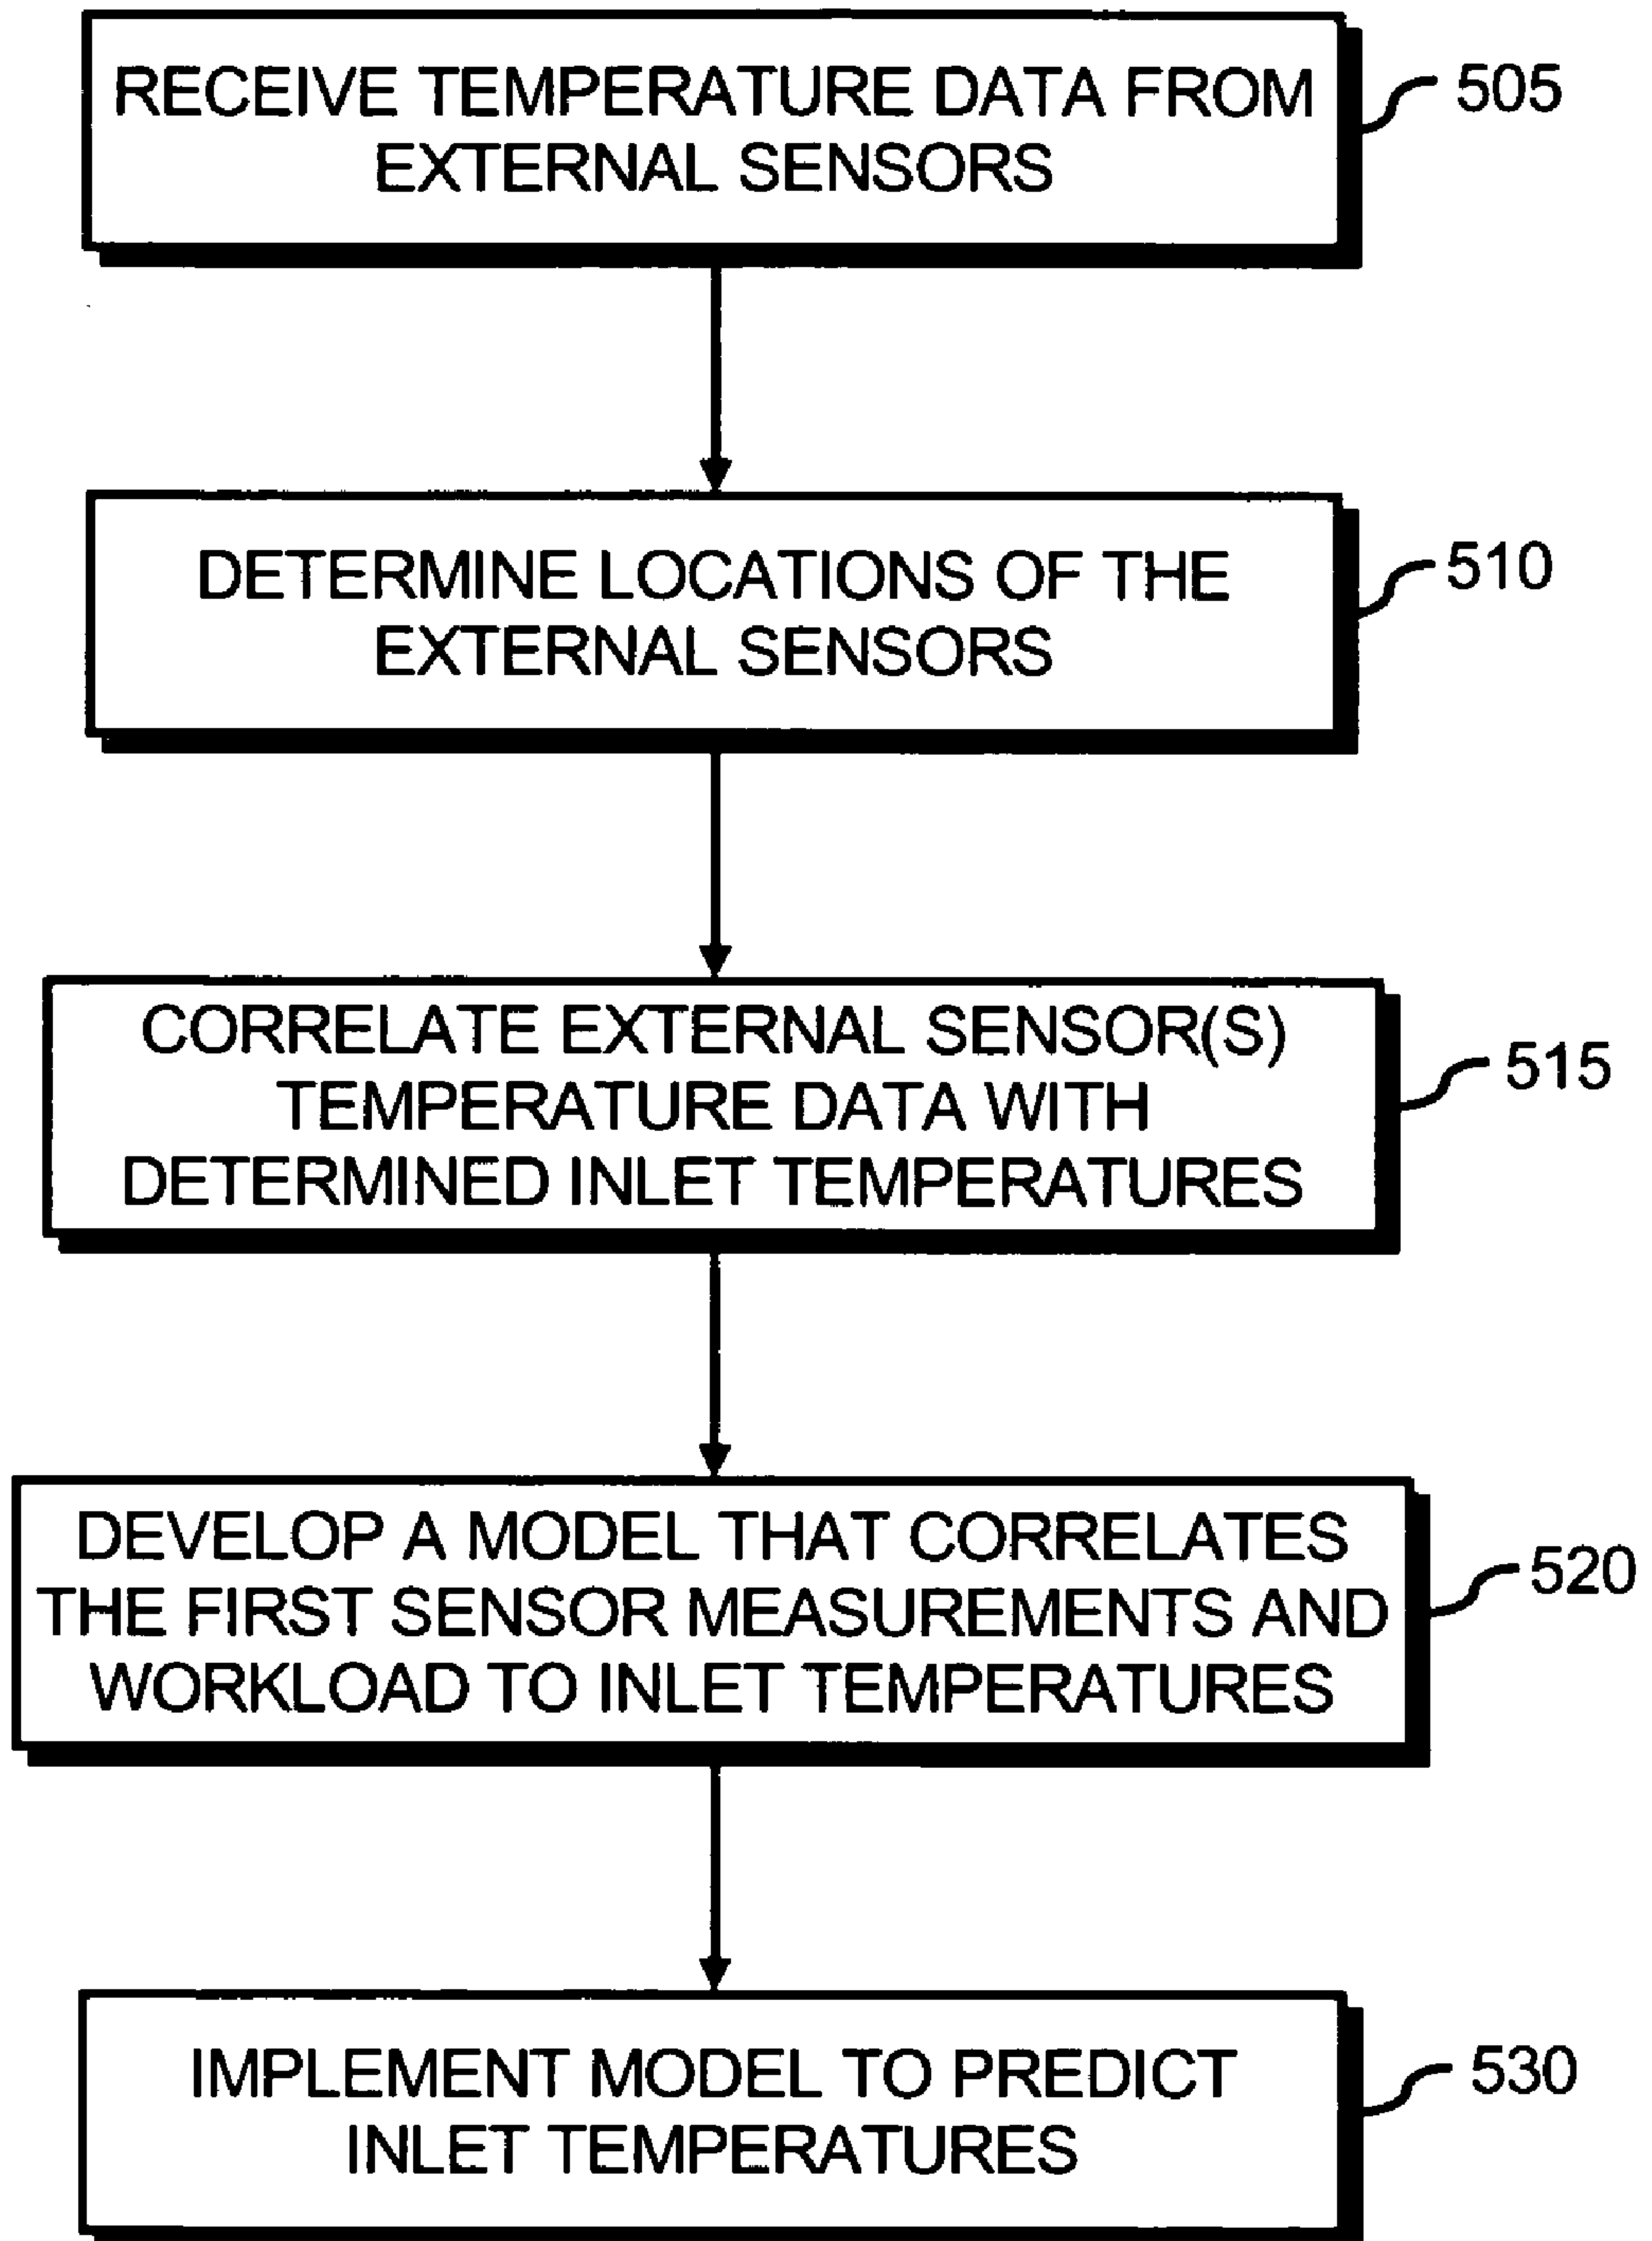 RECEIVE TEMPERATURE DATA FROM
EXTERNAL SENSORS
505
DETERMINE LOCATIONS OF THE
EXTERNAL SENSORS
510
CORRELATE EXTERNAL SENSOR(S)
TEMPERATURE DATA WITH
DETERMINED INLET TEMPERATURES
515
DEVELOP A MODEL THAT CORRELATES
THE FIRST SENSOR MEASUREMENTS AND
WORKLOAD TO INLET TEMPERATURES
520
IMPLEMENT MODEL TO PREDICT
INLET TEMPERATURES
530